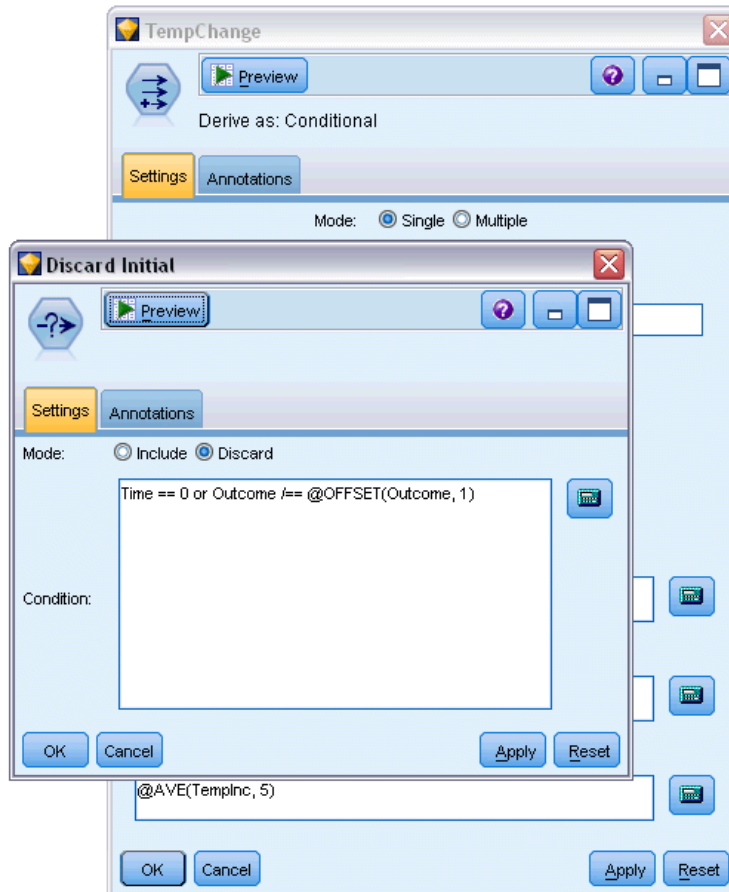 TempChange
Preview
Derive as: Conditional
Settings Annotations
Mode: Single Multiple
Discard Initial
Preview
Settings Annotations
Mode: Include Discard
Time == 0 or Outcome /== @OFFSET(Outcome, 1)
Condition:
OK Cancel Apply Reset
@AVE(TempInc, 5)
OK Cancel Apply Reset